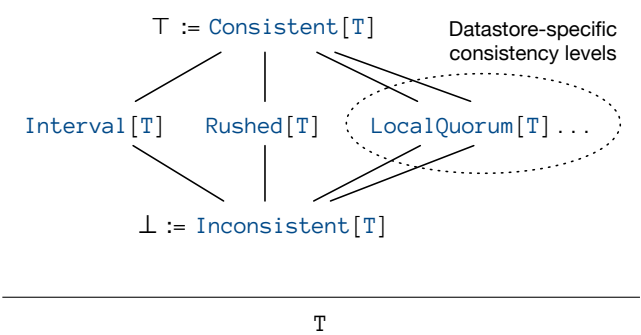 ⊤ := Consistent[T]
Datastore-specific
consistency levels
Interval[T] Rushed[T] LocalQuorum[T]...
⊥ := Inconsistent[T]
T